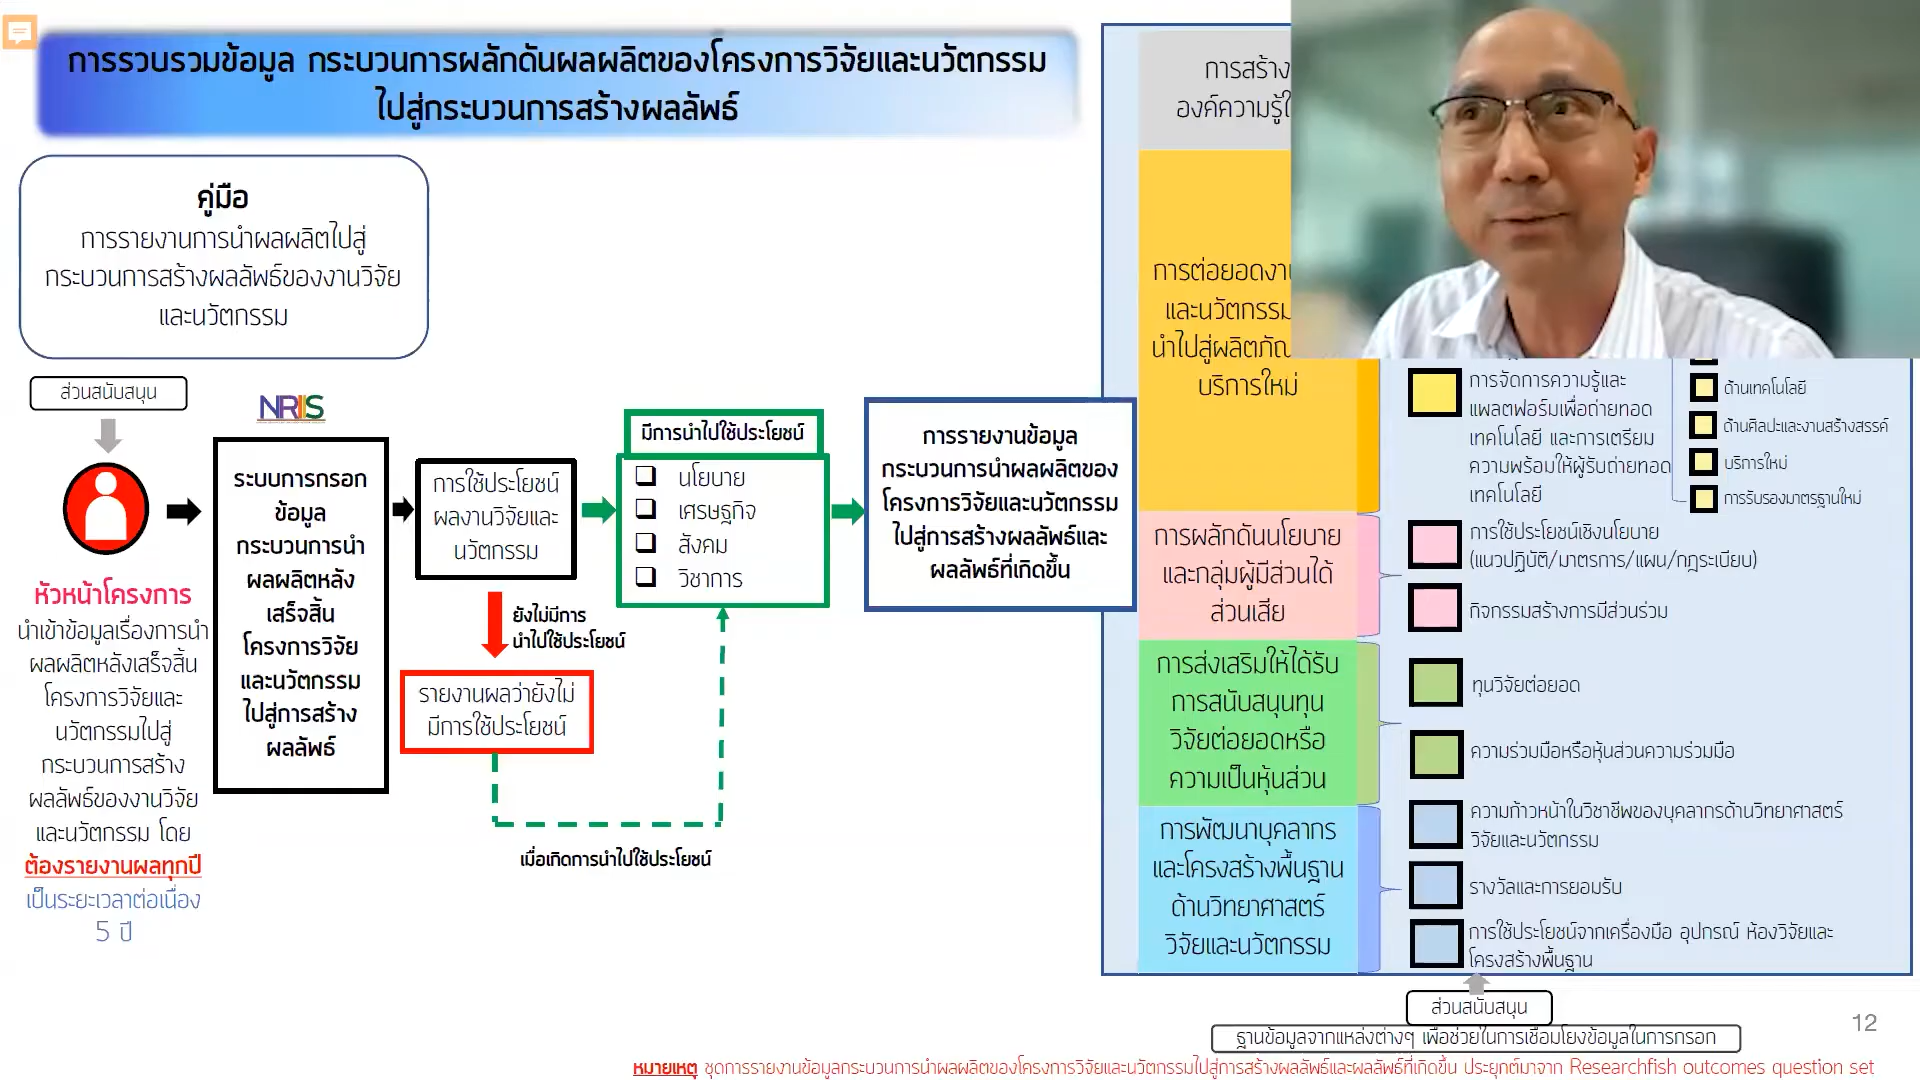 การรวบรวมข้อมูล กระบวนการผลักดันผลผลิตของโครงการวิจัยและนวัตกรรม
ไปสู่กระบวนการสร้างผลลัพธ์
คู่มือ
การรายงานการนำผลผลิตไปสู่
กระบวนการสร้างผลลัพธ์ของงานวิจัย
และนวัตกรรม
ส่วนสนับสนุน
หัวหน้าโครงการ
นำเข้าข้อมูลเรื่องการนำ
ผลผลิตหลังเสร็จสิ้น
โครงการวิจัยและ
นวัตกรรมไปสู่
กระบวนการสร้าง
ผลลัพธ์ของงานวิจัย
และนวัตกรรม โดย
ต้องรายงานผลทุกปี
เป็นระยะเวลาต่อเนื่อง
5 ปี
NRIIS
ระบบการกรอก
ข้อมูล
กระบวนการนำ
ผลผลิตหลัง
เสร็จสิ้น
โครงการวิจัย
และนวัตกรรม
ไปสู่การสร้าง
ผลลัพธ์
การใช้ประโยชน์
ผลงานวิจัยและ
นวัตกรรม
ยังไม่มีการ
นำไปใช้ประโยชน์
รายงานผลว่ายังไม่
มีการใช้ประโยชน์
เมื่อเกิดการนำไปใช้ประโยชน์
มีการนำไปใช้ประโยชน์
นโยบาย
เศรษฐกิจ
สังคม
วิชาการ
การรายงานข้อมูล
กระบวนการนำผลผลิตของ
โครงการวิจัยและนวัตกรรม
ไปสู่การสร้างผลลัพธ์และ
ผลลัพธ์ที่เกิดขึ้น
การสร้าง
องค์ความรู้
การต่อยอด
และนวัตกรรม
นำไปสู่
บริการใหม่
การจัดการความรู้และ
แพลตฟอร์มเพื่อถ่ายทอด
เทคโนโลยี และการเตรียม
ความพร้อมให้ผู้รับถ่ายทอด
เทคโนโลยี
ด้านเทคโนโลยี
ด้านศิลปะและงานสร้างสรรค์
บริการใหม่
การรับรองมาตรฐานใหม่
การผลักดันนโยบาย
และกลุ่มผู้มีส่วนได้
ส่วนเสีย
การใช้ประโยชน์เชิงนโยบาย
(แนวปฏิบัติ/มาตรการ/แผน/กฎระเบียบ)
กิจกรรมสร้างการมีส่วนร่วม
การส่งเสริมให้ได้รับ
การสนับสนุนทุน
วิจัยต่อยอดหรือ
ความเป็นหุ้นส่วน
ทุนวิจัยต่อยอด
ความร่วมมือหรือหุ้นส่วนความร่วมมือ
การพัฒนาบุคลากร
และโครงสร้างพื้นฐาน
ด้านวิทยาศาสตร์
วิจัยและนวัตกรรม
ความก้าวหน้าในวิชาชีพของบุคลากรด้านวิทยาศาสตร์
วิจัยและนวัตกรรม
รางวัลและการยอมรับ
การใช้ประโยชน์จากเครื่องมือ อุปกรณ์ ห้องวิจัยและ
โครงสร้างพื้นฐาน
ส่วนสนับสนุน
ฐานข้อมูลจากแหล่งต่างๆ เพื่อช่วยในการเชื่อมโยงข้อมูลในการกรอก
12
หมายเหตุ ชุดการรายงานข้อมูลกระบวนการนำผลผลิตของโครงการวิจัยและนวัตกรรมไปสู่การสร้างผลลัพธ์และผลลัพธ์ที่เกิดขึ้น ประยุกต์มาจาก Researchfish outcomes question set